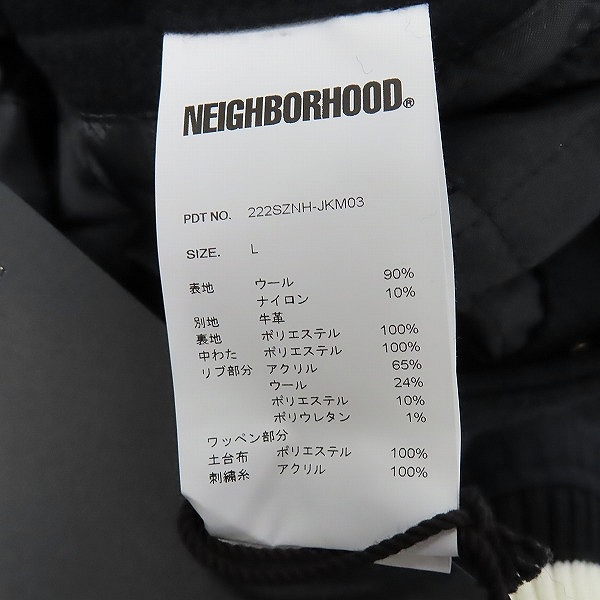 NEIGHBORHOOD®
PDT NO. 222SZNH-JKM03
SIZE. L
表地 ウール 90%
ナイロン 10%
別地 牛革
裏地 ポリエステル 100%
中わた ポリエステル 100%
リブ部分 アクリル 65%
ウール 24%
ポリエステル 10%
ポリウレタン 1%
ワッペン部分
土台布 ポリエステル 100%
刺繍糸 アクリル 100%